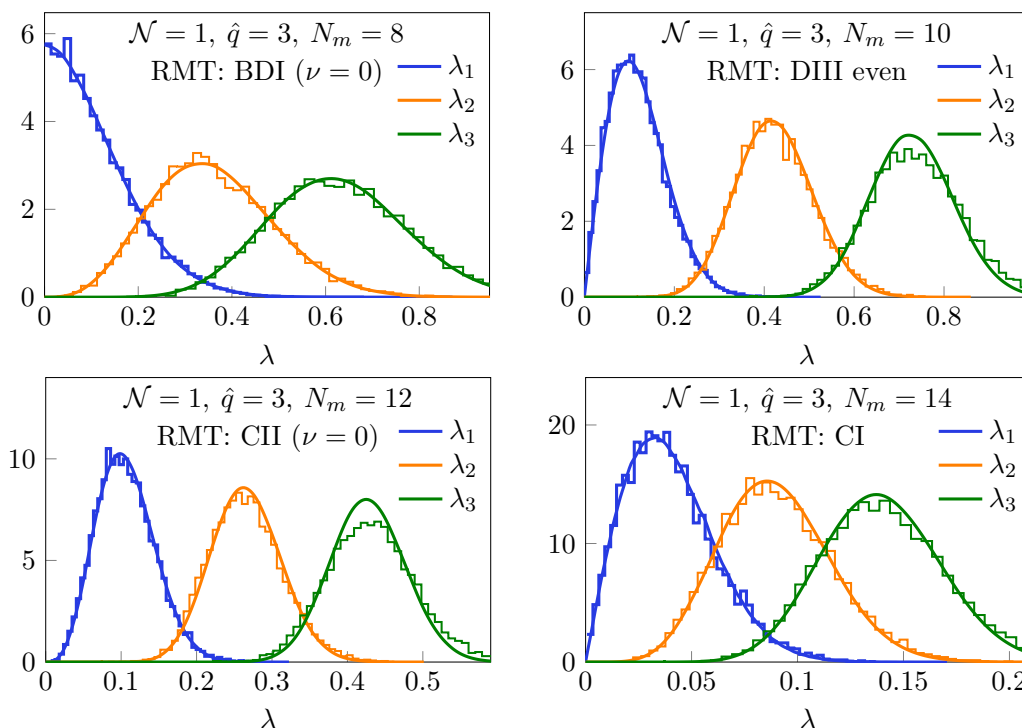 𝒩 = 1, q̂ = 3, N_m = 8
RMT: BDI (ν = 0)
λ₁
λ₂
λ₃
6
4
2
0
0 0.2 0.4 0.6 0.8
λ
𝒩 = 1, q̂ = 3, N_m = 10
RMT: DIII even
λ₁
λ₂
λ₃
6
4
2
0
0 0.2 0.4 0.6 0.8
λ
𝒩 = 1, q̂ = 3, N_m = 12
RMT: CII (ν = 0)
λ₁
λ₂
λ₃
10
5
0
0 0.1 0.2 0.3 0.4 0.5
λ
𝒩 = 1, q̂ = 3, N_m = 14
RMT: CI
λ₁
λ₂
λ₃
20
10
0
0 0.05 0.1 0.15 0.2
λ